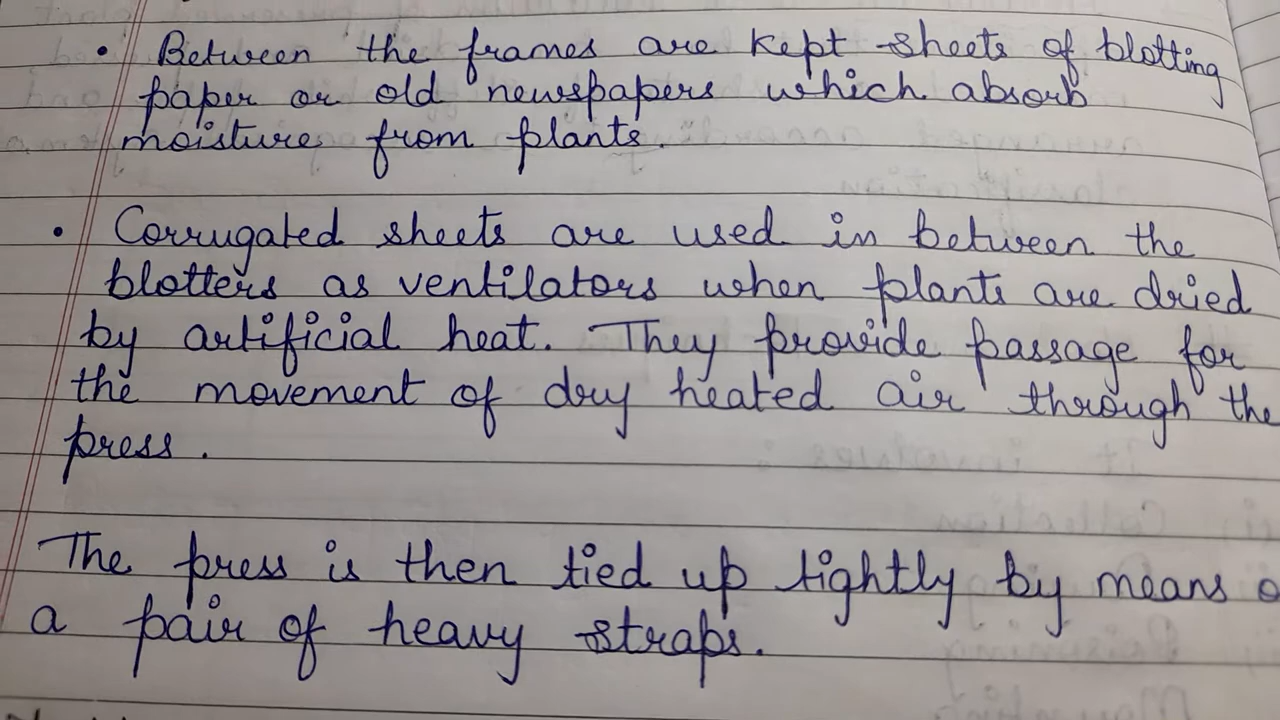 • Between the frames are kept sheets of blotting
paper or old newspapers which absorb
moisture from plants.
• Corrugated sheets are used in between the
blotters as ventilators when plants are dried
by artificial heat. They provide passage for
the movement of dry heated air through the
press.
The press is then tied up tightly by means
a pair of heavy straps.